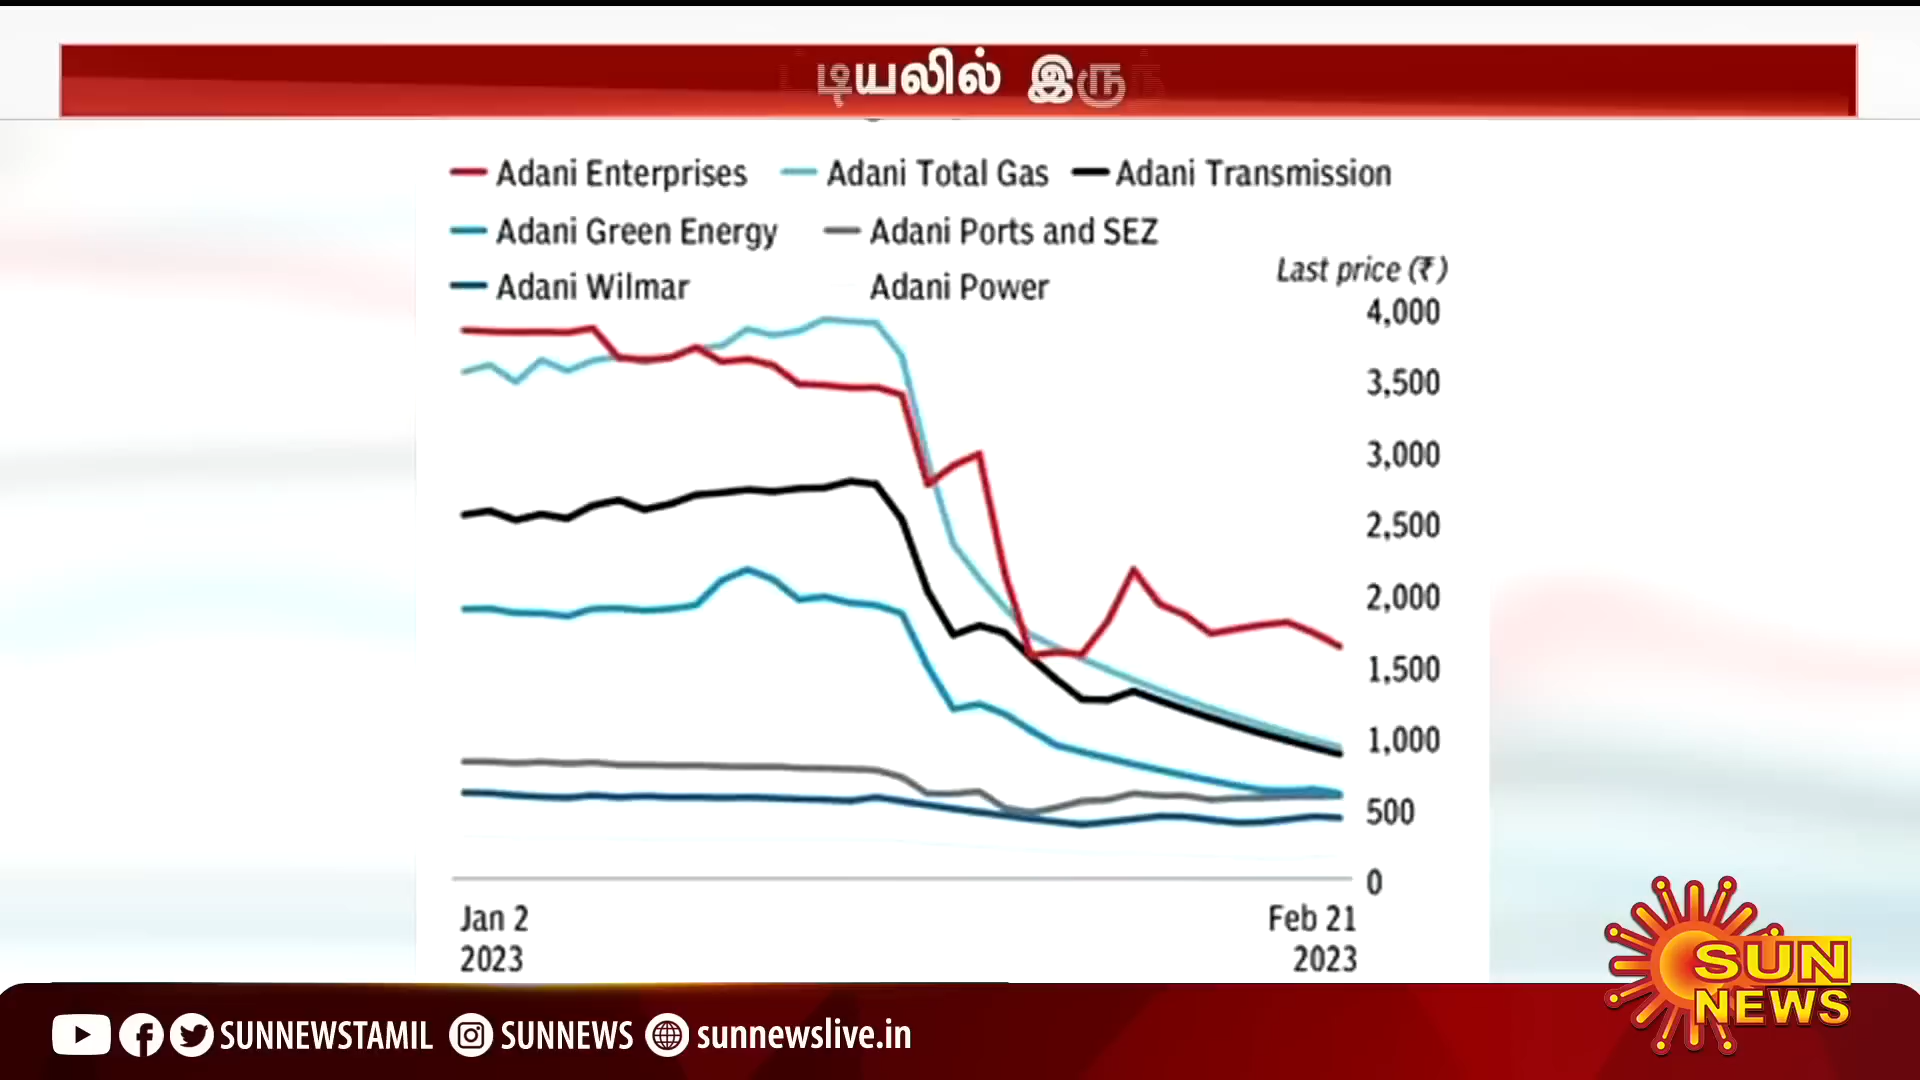 டியலில் இரு
Adani Enterprises Adani Total Gas Adani Transmission
Adani Green Energy Adani Ports and SEZ
Adani Wilmar Adani Power
Last price (₹)
4,000
3,500
3,000
2,500
2,000
1,500
1,000
500
0
Jan 2 2023
Feb 21 2023
SUN NEWS
SUNNEWSTAMIL SUNNEWS sunnewslive.in